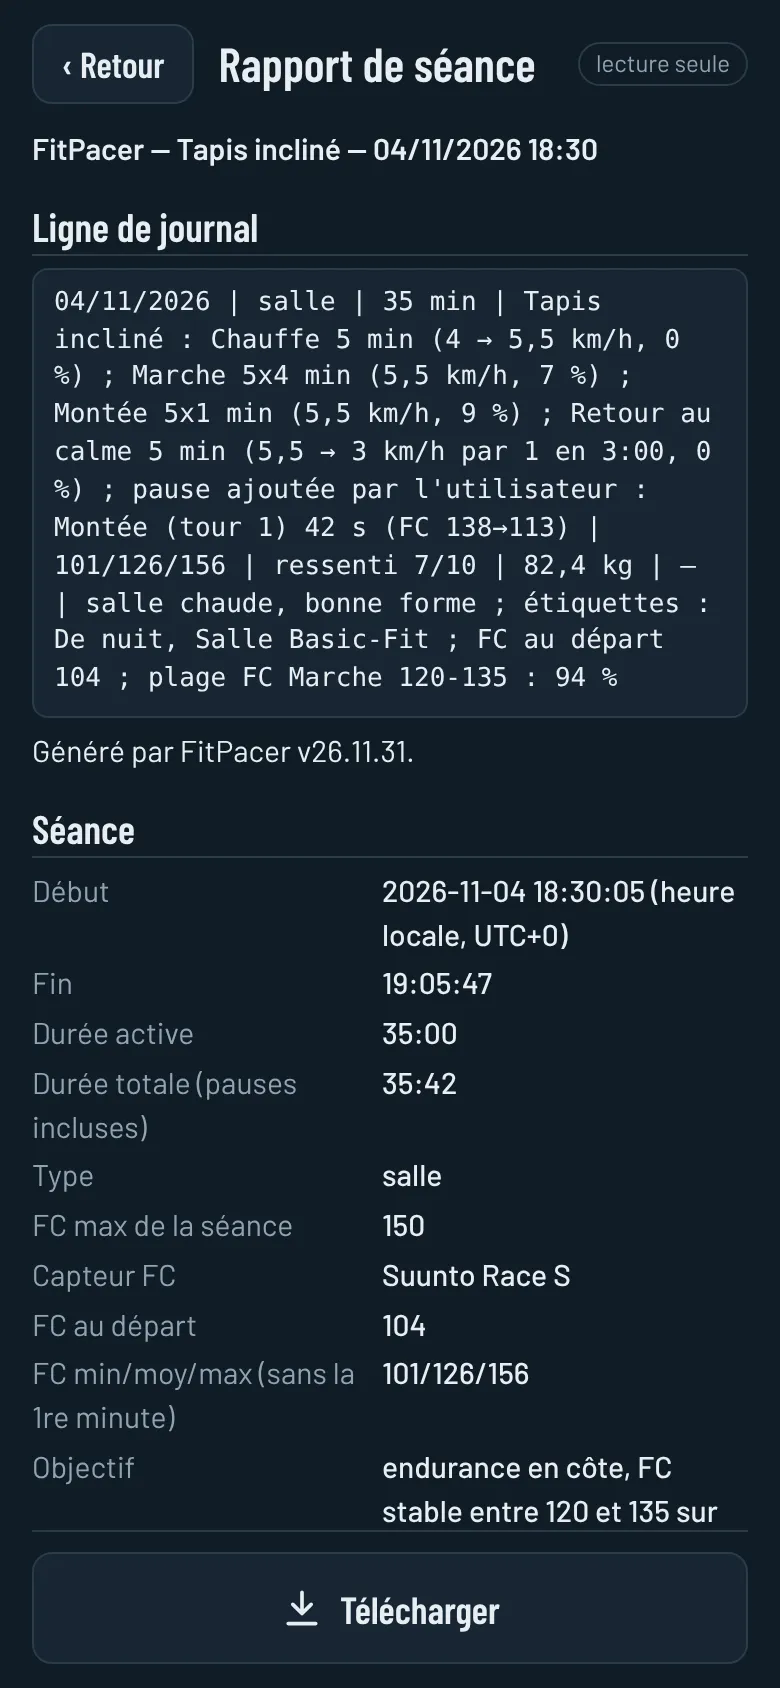 ‹ Retour
Rapport de séance
lecture seule
FitPacer — Tapis incliné — 04/11/2026 18:30
Ligne de journal
04/11/2026 | salle | 35 min | Tapis
incliné : Chauffe 5 min (4 → 5,5 km/h, 0
%) ; Marche 5x4 min (5,5 km/h, 7 %) ;
Montée 5x1 min (5,5 km/h, 9 %) ; Retour au
calme 5 min (5,5 → 3 km/h par 1 en 3:00, 0
%) ; pause ajoutée par l'utilisateur :
Montée (tour 1) 42 s (FC 138→113) |
101/126/156 | ressenti 7/10 | 82,4 kg | —
| salle chaude, bonne forme ; étiquettes :
De nuit, Salle Basic-Fit ; FC au départ
104 ; plage FC Marche 120-135 : 94 %
Généré par FitPacer v26.11.31.
Séance
Début 2026-11-04 18:30:05 (heure
locale, UTC+0)
Fin 19:05:47
Durée active 35:00
Durée totale (pauses 35:42
incluses)
Type salle
FC max de la séance 150
Capteur FC Suunto Race S
FC au départ 104
FC min/moy/max (sans la 101/126/156
1re minute)
Objectif endurance en côte, FC
stable entre 120 et 135 sur
Télécharger